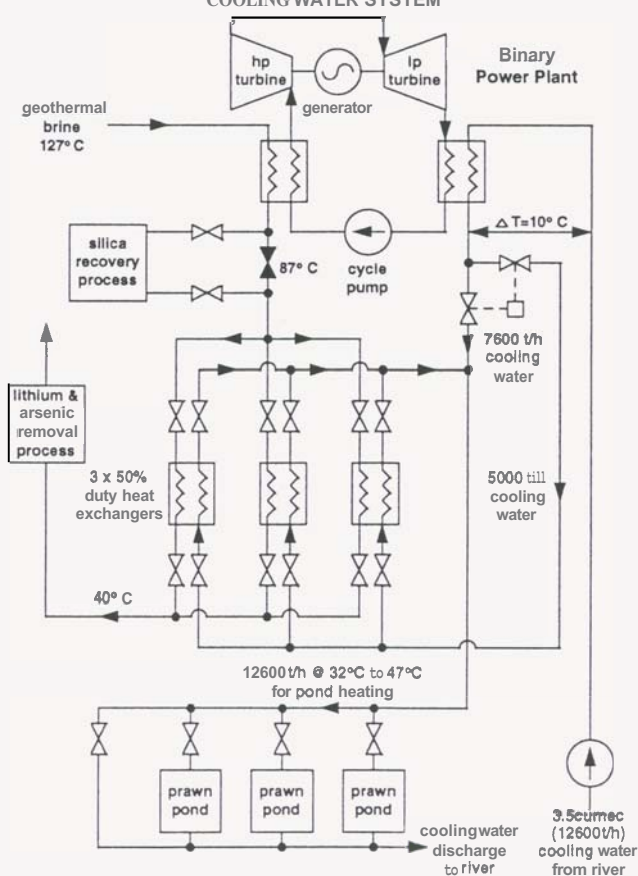 COOLING WATER SYSTEM
hp
turbine
lp
turbine
Binary
Power Plant
generator
geothermal
brine
127° C
silica
recovery
process
87° C
cycle
pump
Δ T=10° C
7600 t/h
cooling
water
lithium &
arsenic
removal
process
3 x 50%
duty heat
exchangers
5000 till
cooling
water
40° C
12600t/h @ 32°C to 47°C
for pond heating
prawn
pond
prawn
pond
prawn
pond
coolingwater
discharge
to river
3.5cumec
(12600t/h)
cooling water
from river